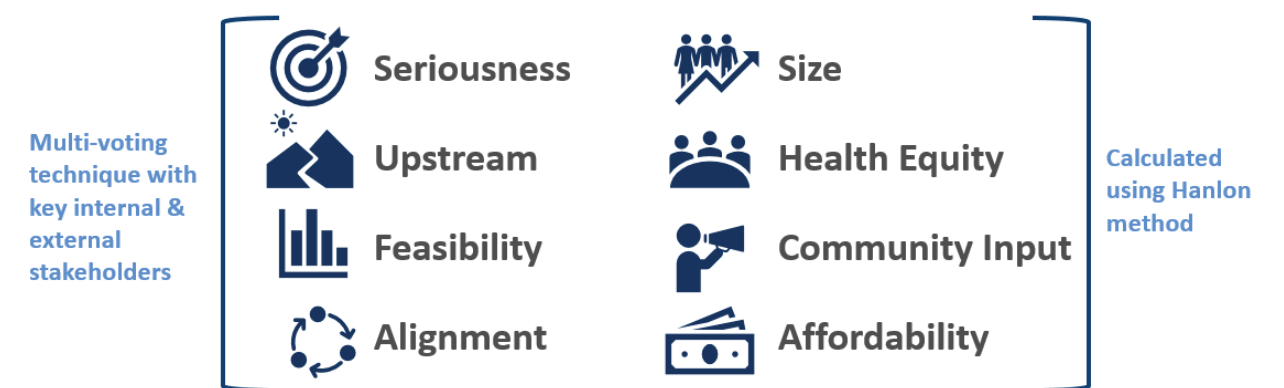 Multi-voting
technique with
key internal &
external
stakeholders
Seriousness
Upstream
Feasibility
Alignment
Size
Health Equity
Community Input
Affordability
Calculated
using Hanlon
method